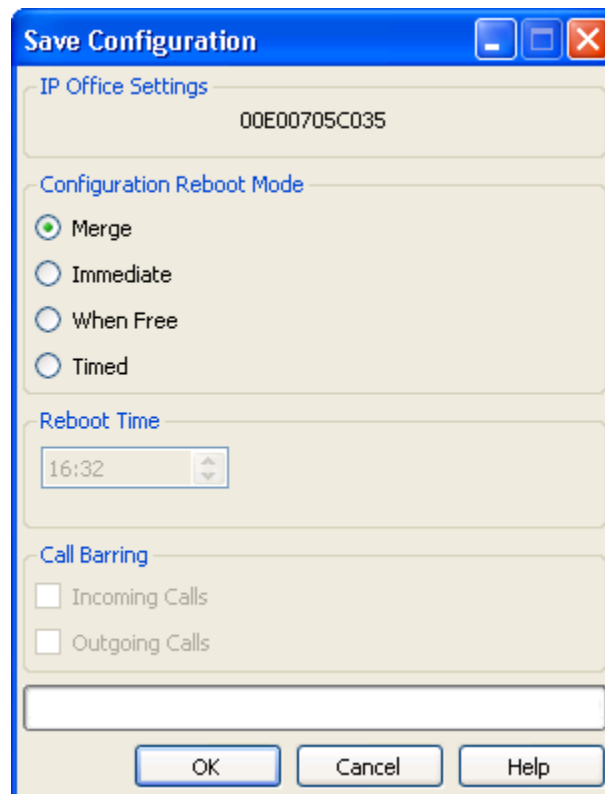 Save Configuration
IP Office Settings
00E00705C035
Configuration Reboot Mode
Merge
Immediate
When Free
Timed
Reboot Time
16:32
Call Barring
Incoming Calls
Outgoing Calls
OK Cancel Help